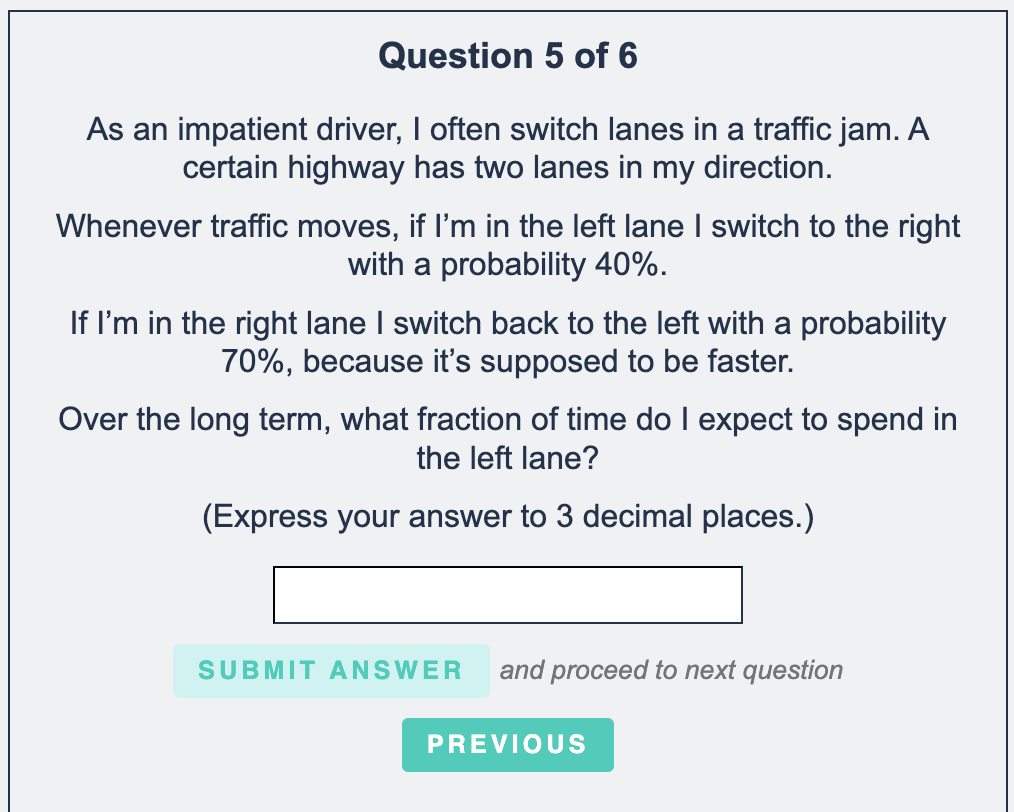 Question 5 of 6
As an impatient driver, I often switch lanes in a traffic jam. A
certain highway has two lanes in my direction.
Whenever traffic moves, if I’m in the left lane I switch to the right
with a probability 40%.
If I’m in the right lane I switch back to the left with a probability
70%, because it’s supposed to be faster.
Over the long term, what fraction of time do I expect to spend in
the left lane?
(Express your answer to 3 decimal places.)
SUBMIT ANSWER and proceed to next question
PREVIOUS